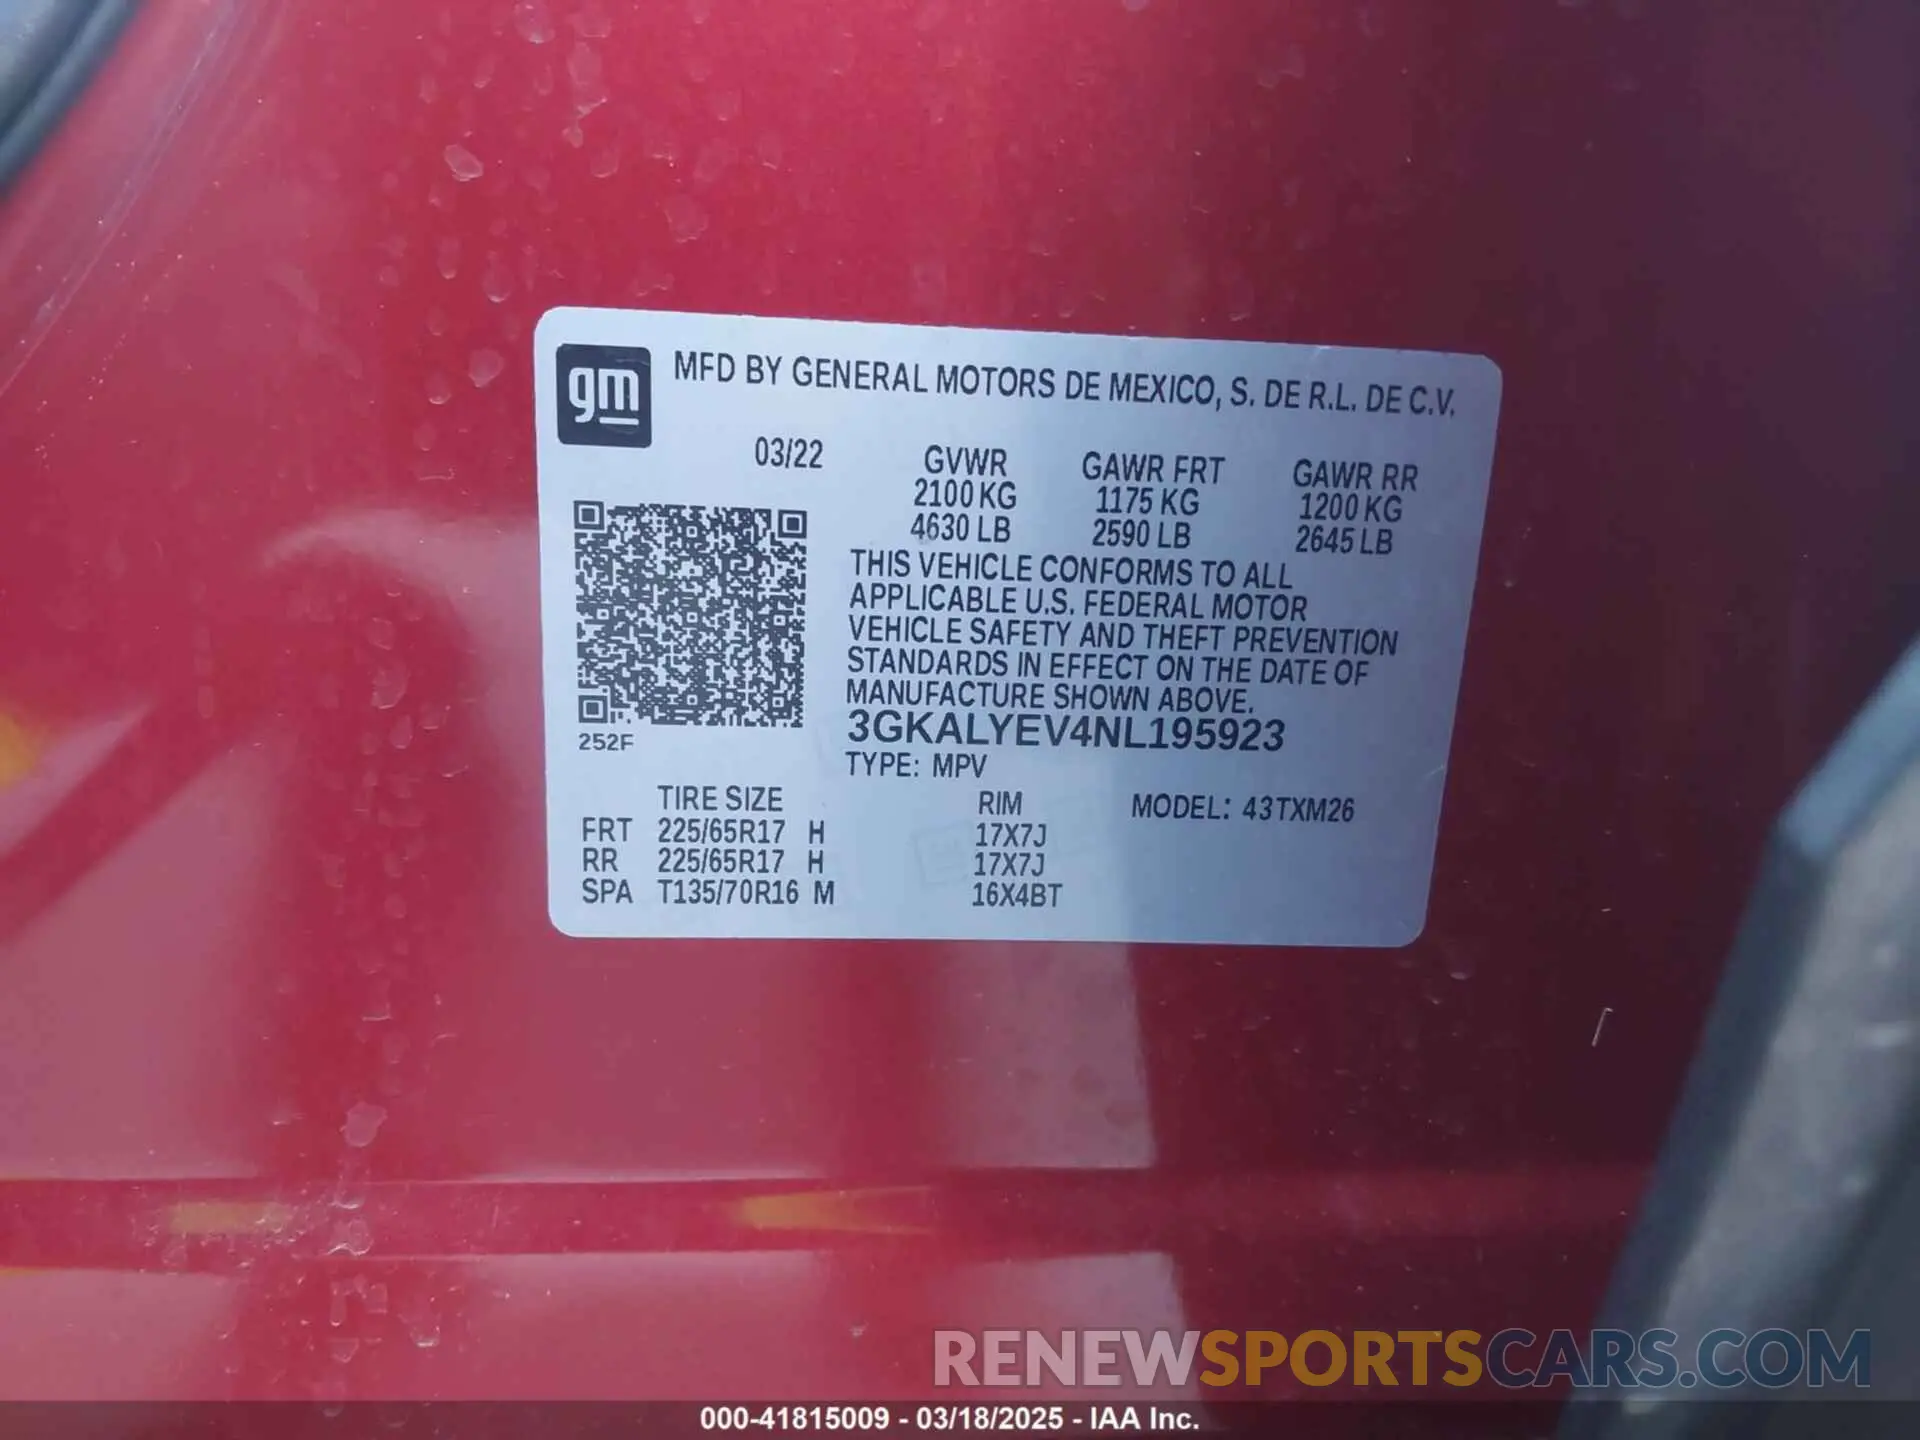 gm
MFD BY GENERAL MOTORS DE MEXICO, S. DE R.L. DE C.V.
03/22 GVWR GAWR FRT GAWR RR
2100 KG 1175 KG 1200 KG
4630 LB 2590 LB 2645 LB
THIS VEHICLE CONFORMS TO ALL
APPLICABLE U.S. FEDERAL MOTOR
VEHICLE SAFETY AND THEFT PREVENTION
STANDARDS IN EFFECT ON THE DATE OF
MANUFACTURE SHOWN ABOVE.
3GKALYEV4NL195923
252F
TYPE: MPV
TIRE SIZE RIM MODEL: 43TXM26
FRT 225/65R17 H 17X7J
RR 225/65R17 H 17X7J
SPA T135/70R16 M 16X4BT
RENEWSPORTSCARS.COM
000-41815009 - 03/18/2025 - IAA Inc.